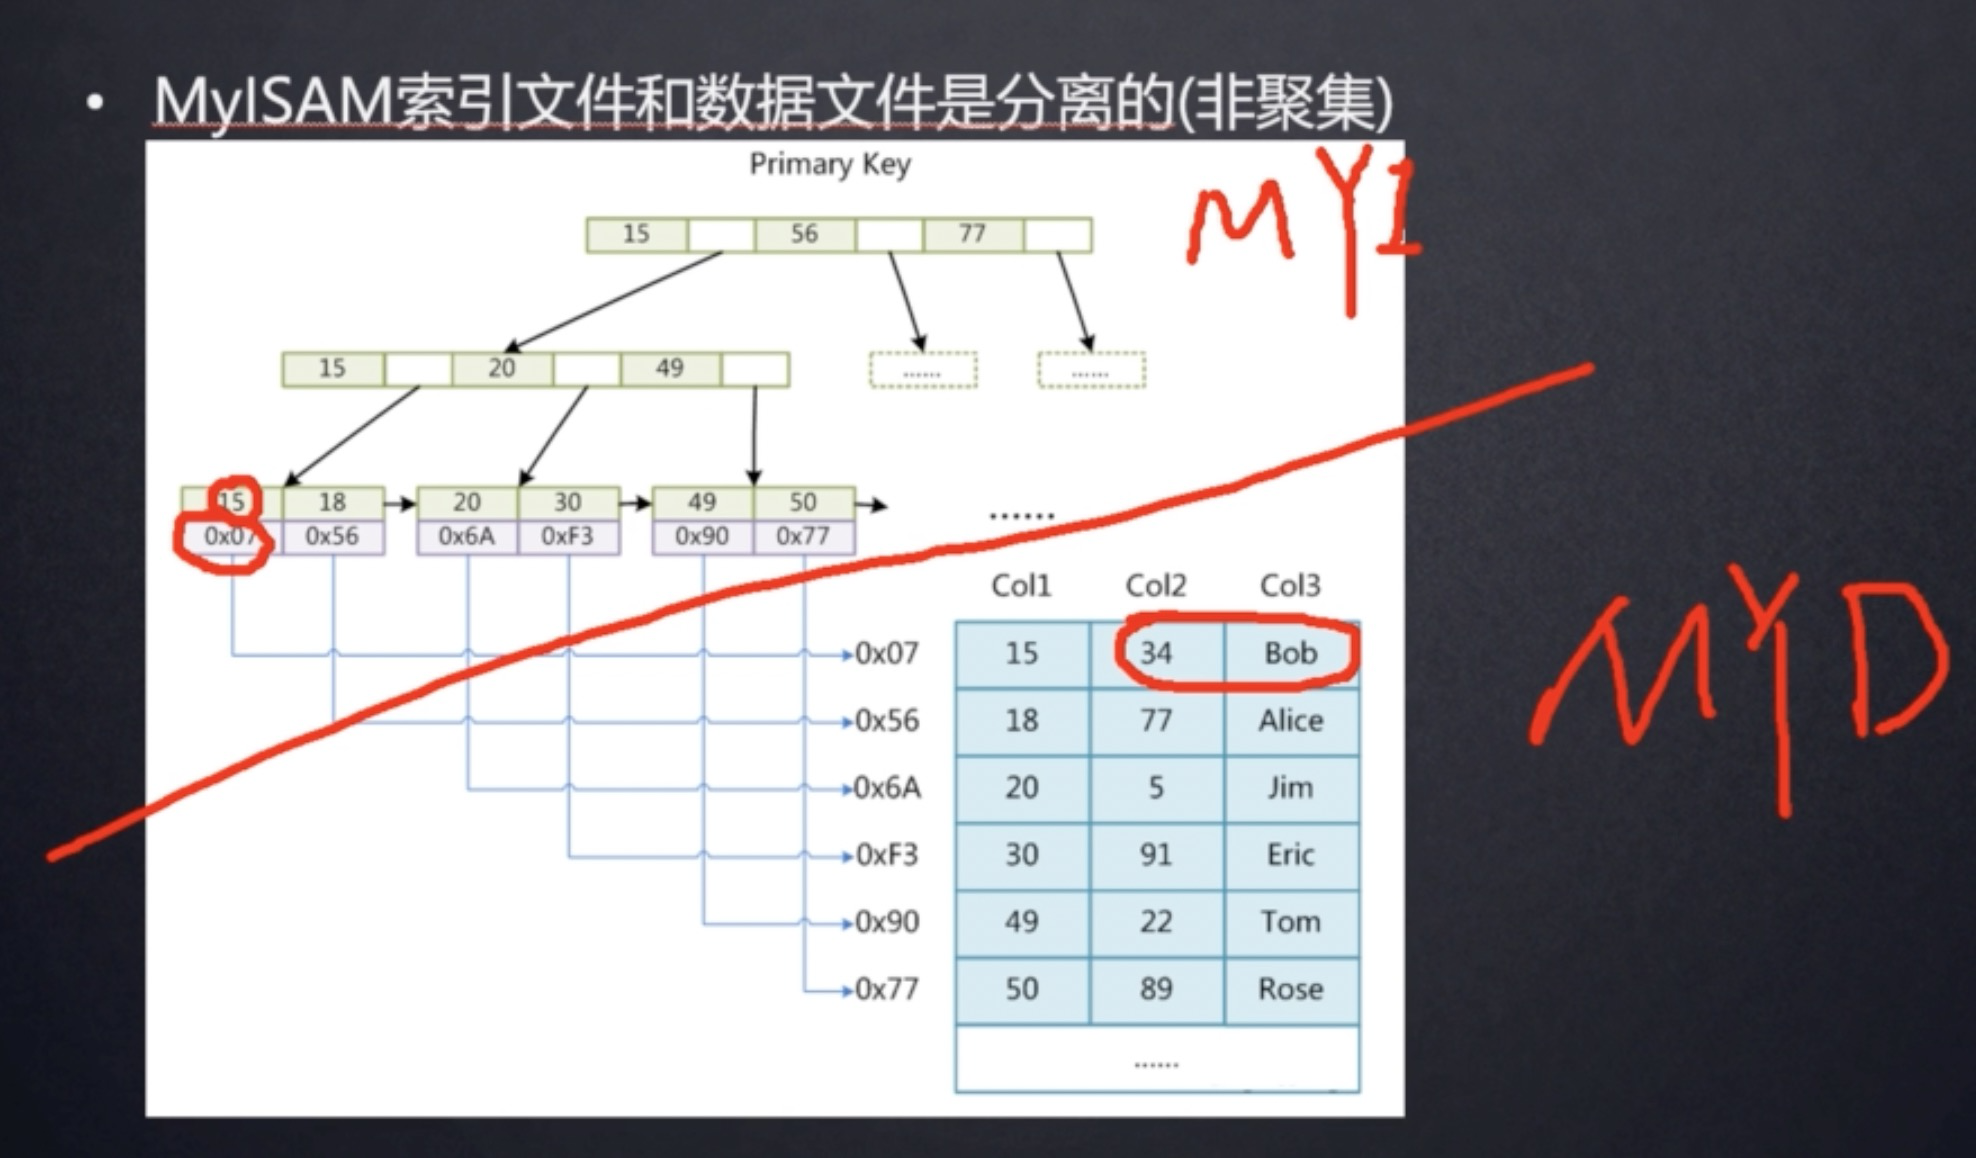 • MyISAM索引文件和数据文件是分离的(非聚集)
Primary Key
MYI
15 56 77
15 20 49 ...... ......
15 18 20 30 49 50 ......
0x07 0x56 0x6A 0xF3 0x90 0x77
MYD
Col1 Col2 Col3
0x07 15 34 Bob
0x56 18 77 Alice
0x6A 20 5 Jim
0xF3 30 91 Eric
0x90 49 22 Tom
0x77 50 89 Rose
......